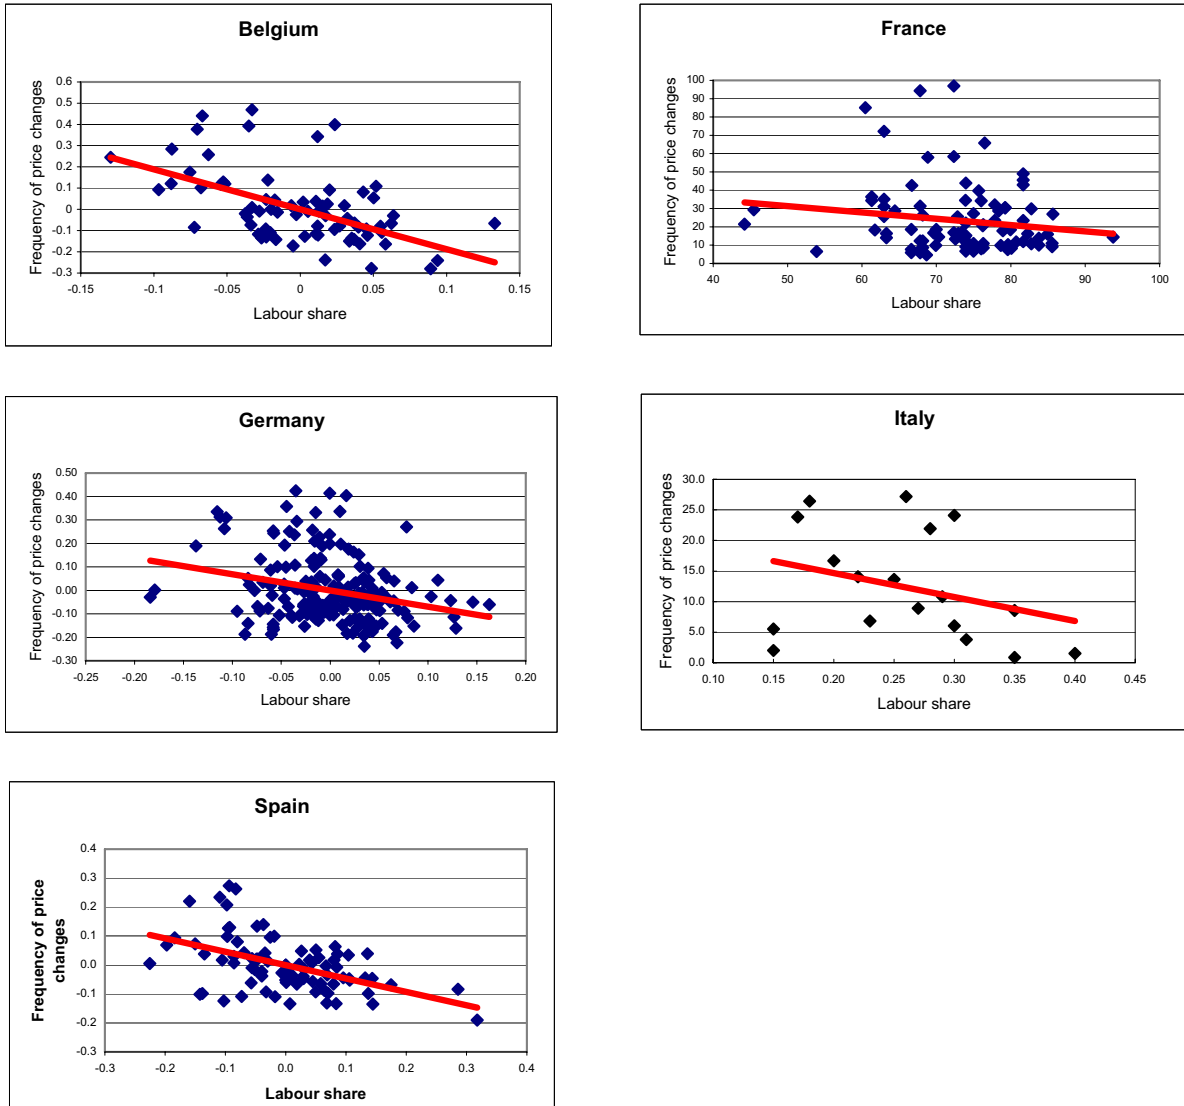 Belgium
Frequency of price changes
0.6
0.5
0.4
0.3
0.2
0.1
0
-0.1
-0.2
-0.3
-0.15 -0.1 -0.05 0 0.05 0.1 0.15
Labour share
France
Frequency of price changes
100
90
80
70
60
50
40
30
20
10
0
40 50 60 70 80 90 100
Labour share
Germany
Frequency of price changes
0.50
0.40
0.30
0.20
0.10
0.00
-0.10
-0.20
-0.30
-0.25 -0.20 -0.15 -0.10 -0.05 0.00 0.05 0.10 0.15 0.20
Labour share
Italy
Frequency of price changes
30.0
25.0
20.0
15.0
10.0
5.0
0.0
0.10 0.15 0.20 0.25 0.30 0.35 0.40 0.45
Labour share
Spain
Frequency of price
changes
0.4
0.3
0.2
0.1
0.0
-0.1
-0.2
-0.3
-0.3 -0.2 -0.1 0.0 0.1 0.2 0.3 0.4
Labour share